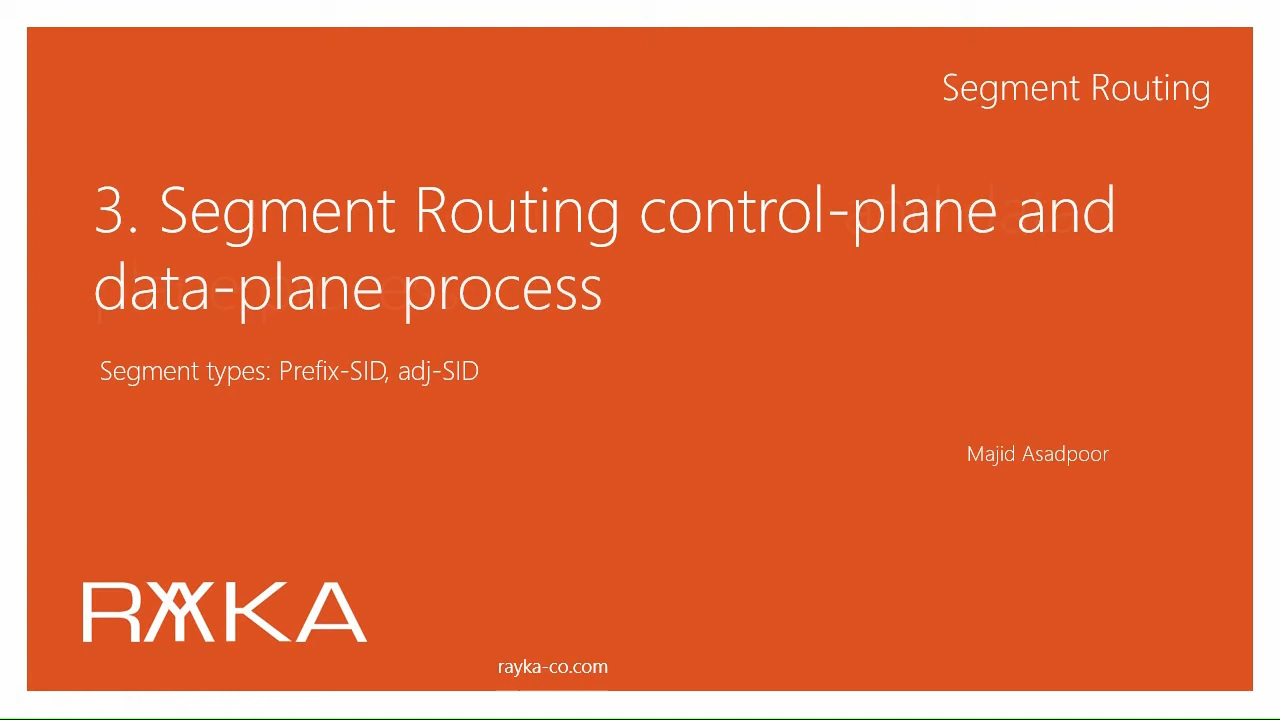 Segment Routing
3. Segment Routing control-plane and
data-plane process
Segment types: Prefix-SID, adj-SID
Majid Asadpoor
RAYKA
rayka-co.com